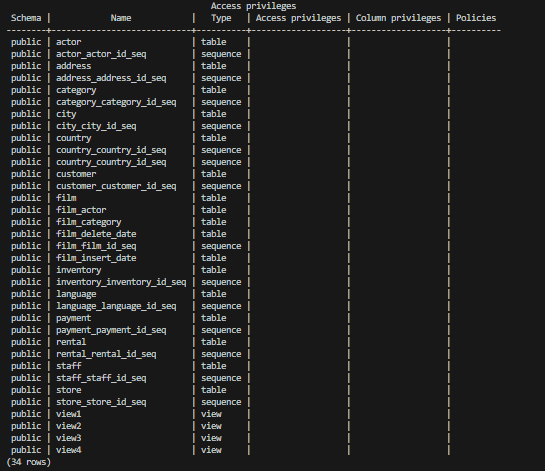 Access privileges
Schema | Name | Type | Access privileges | Column privileges | Policies
--------+----------------------------+----------+-------------------+-------------------+----------
public | actor | table | | |
public | actor_actor_id_seq | sequence | | |
public | address | table | | |
public | address_address_id_seq | sequence | | |
public | category | table | | |
public | category_category_id_seq | sequence | | |
public | city | table | | |
public | city_city_id_seq | sequence | | |
public | country | table | | |
public | country_country_id_seq | sequence | | |
public | country_country_id_seq | sequence | | |
public | customer | table | | |
public | customer_customer_id_seq | sequence | | |
public | film | table | | |
public | film_actor | table | | |
public | film_category | table | | |
public | film_delete_date | table | | |
public | film_film_id_seq | sequence | | |
public | film_insert_date | table | | |
public | inventory | table | | |
public | inventory_inventory_id_seq | sequence | | |
public | language | table | | |
public | language_language_id_seq | sequence | | |
public | payment | table | | |
public | payment_payment_id_seq | sequence | | |
public | rental | table | | |
public | rental_rental_id_seq | sequence | | |
public | staff | table | | |
public | staff_staff_id_seq | sequence | | |
public | store | table | | |
public | store_store_id_seq | sequence | | |
public | view1 | view | | |
public | view2 | view | | |
public | view3 | view | | |
public | view4 | view | | |
(34 rows)